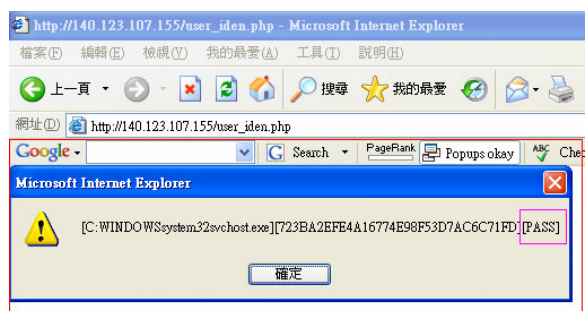 http://140.123.107.155/user_iden.php - Microsoft Internet Explorer
檔案(F) 編輯(E) 檢視(V) 我的最愛(A) 工具(T) 說明(H)
上一頁 搜尋 我的最愛
網址(D) http://140.123.107.155/user_iden.php
Google Search PageRank Popups okay ABC Che
Microsoft Internet Explorer
[C:WINDOWSsystem32svchost.exe][723BA2EFE4A16774E98F53D7AC6C71FD][PASS]
確定